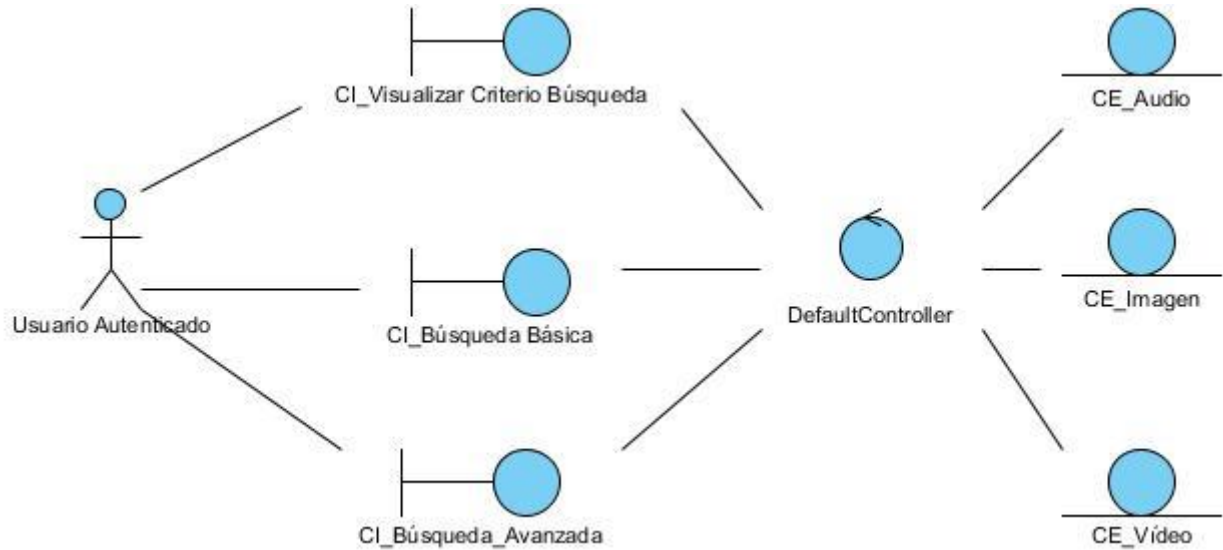 CI_Visualizar Criterio Búsqueda
CE_Audio
Usuario Autenticado
CI_Búsqueda Básica
DefaultController
CE_Imagen
CI_Búsqueda_Avanzada
CE_Vídeo